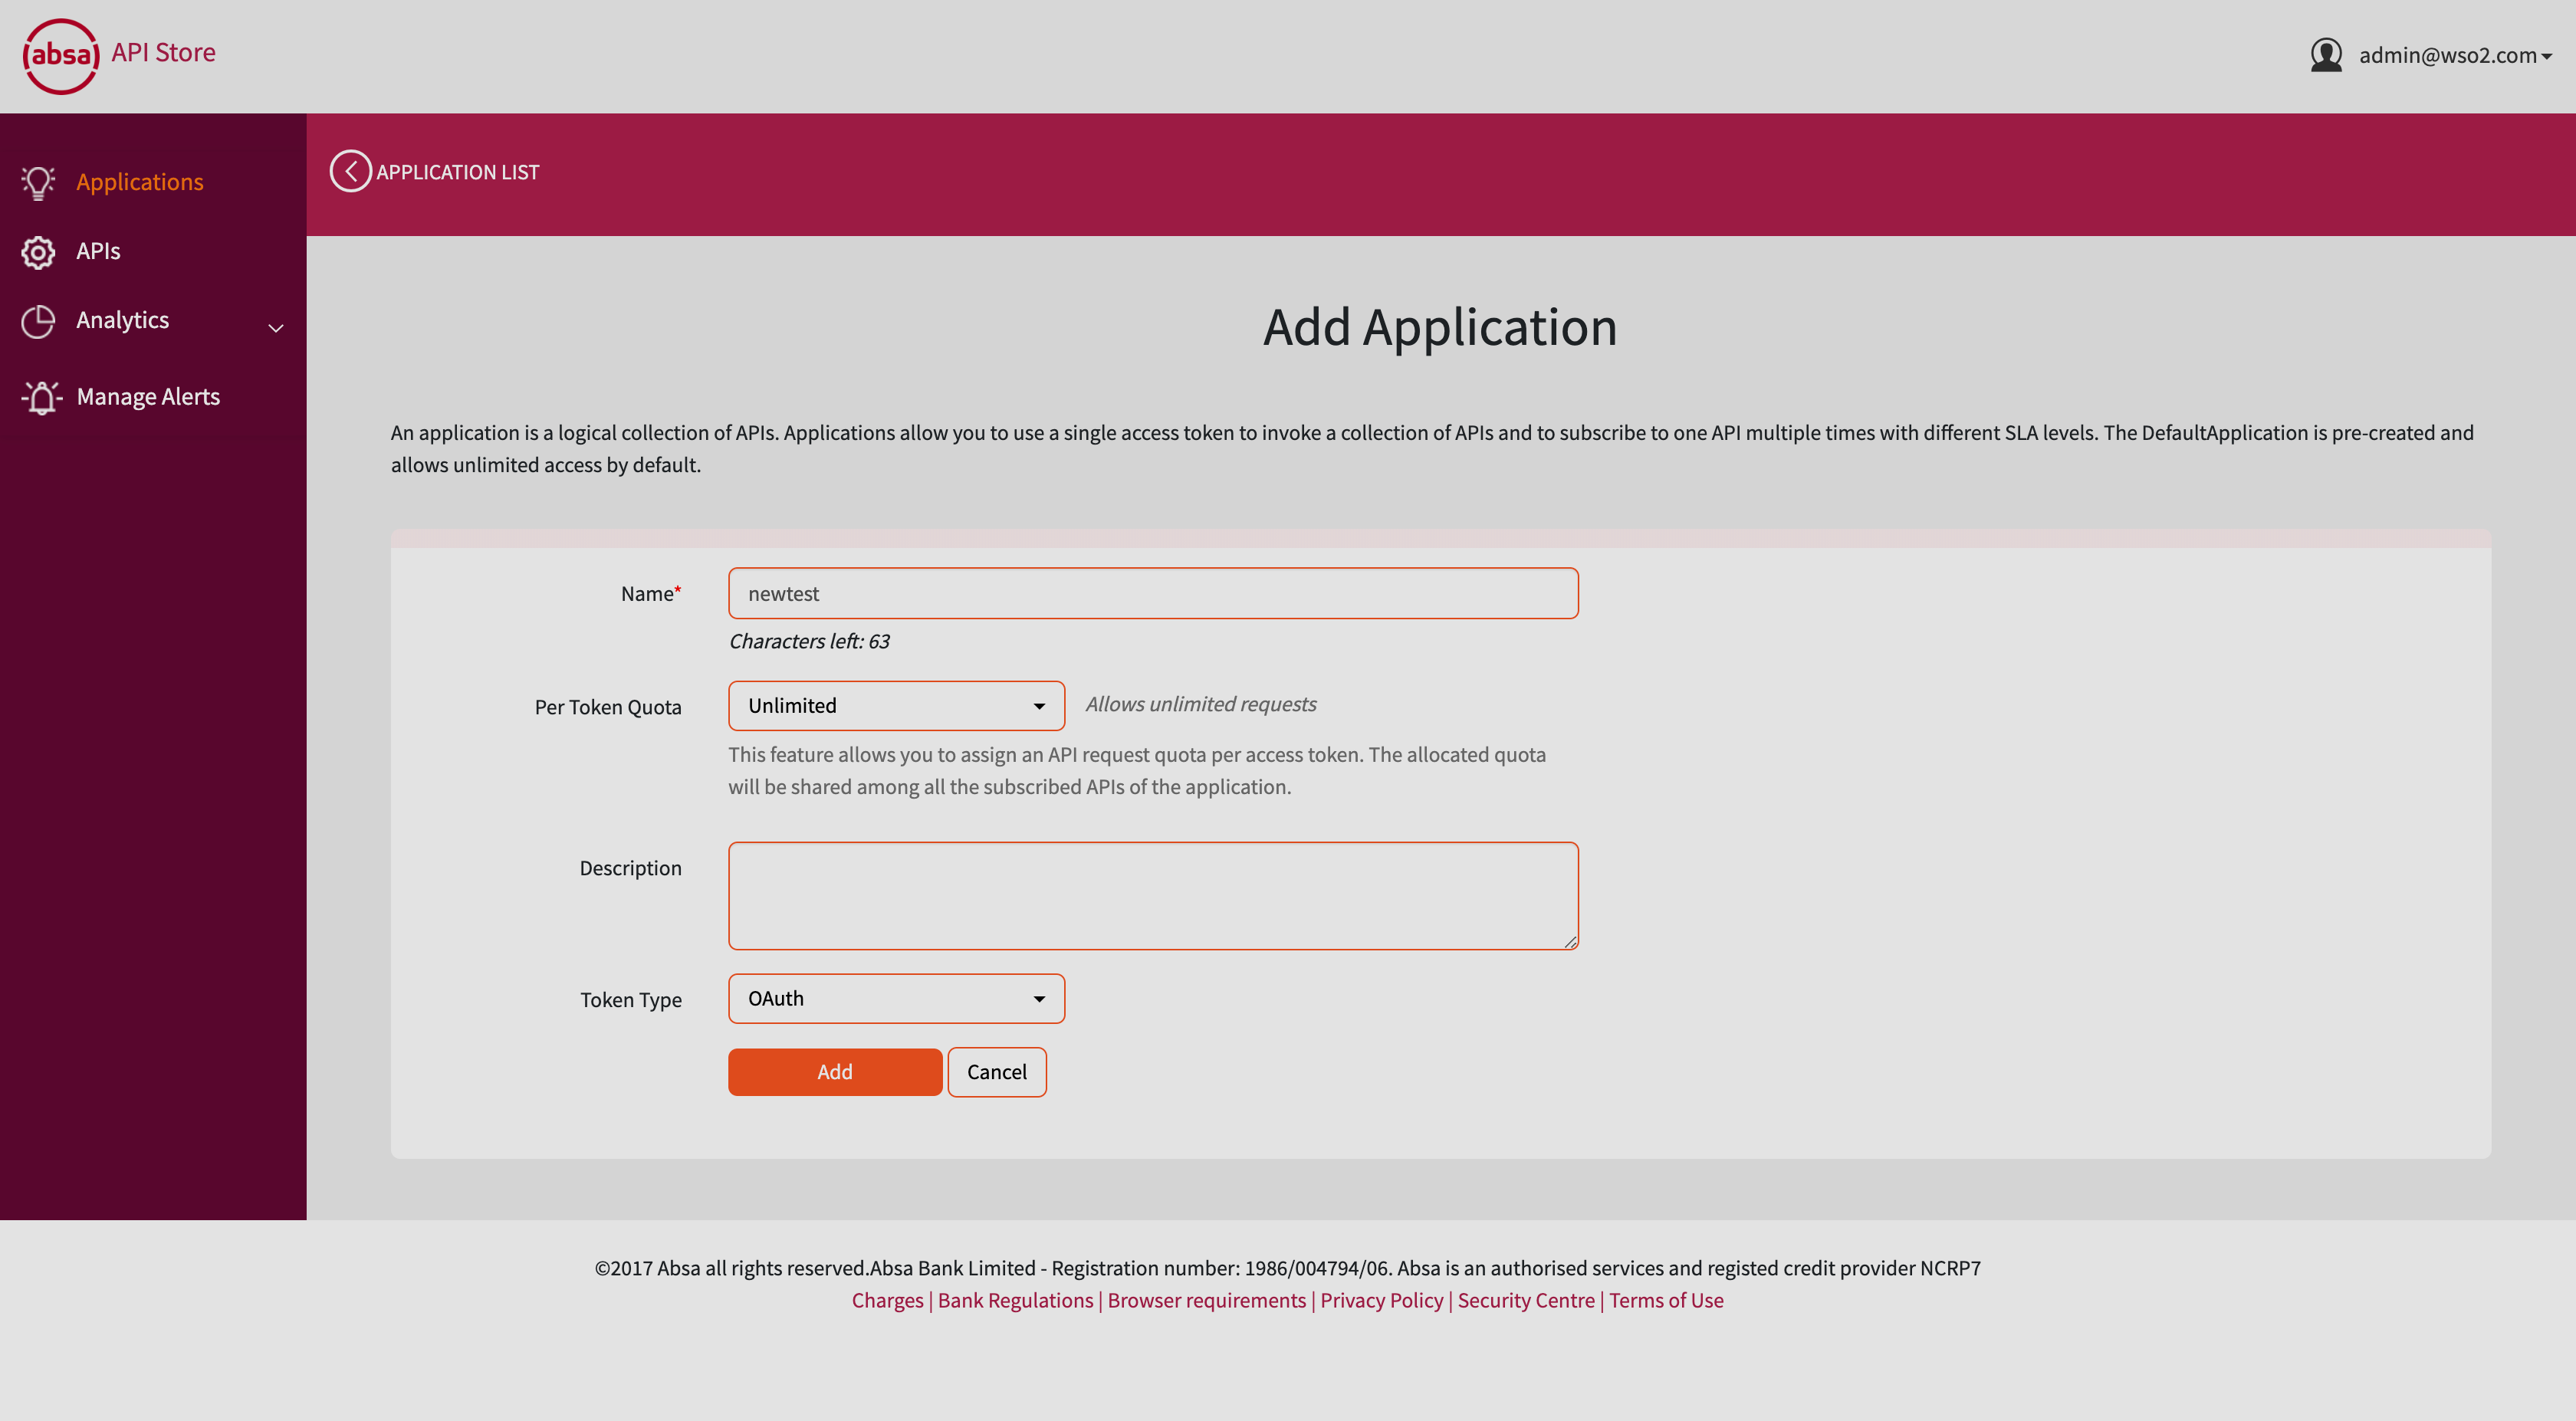 absa API Store
admin@wso2.com
Applications
APIs
Analytics
Manage Alerts
APPLICATION LIST
Add Application
An application is a logical collection of APIs. Applications allow you to use a single access token to invoke a collection of APIs and to subscribe to one API multiple times with different SLA levels. The DefaultApplication is pre-created and
allows unlimited access by default.
Name* newtest
Characters left: 63
Per Token Quota Unlimited Allows unlimited requests
This feature allows you to assign an API request quota per access token. The allocated quota
will be shared among all the subscribed APIs of the application.
Description
Token Type OAuth
Add Cancel
©2017 Absa all rights reserved.Absa Bank Limited - Registration number: 1986/004794/06. Absa is an authorised services and registed credit provider NCRP7
Charges | Bank Regulations | Browser requirements | Privacy Policy | Security Centre | Terms of Use